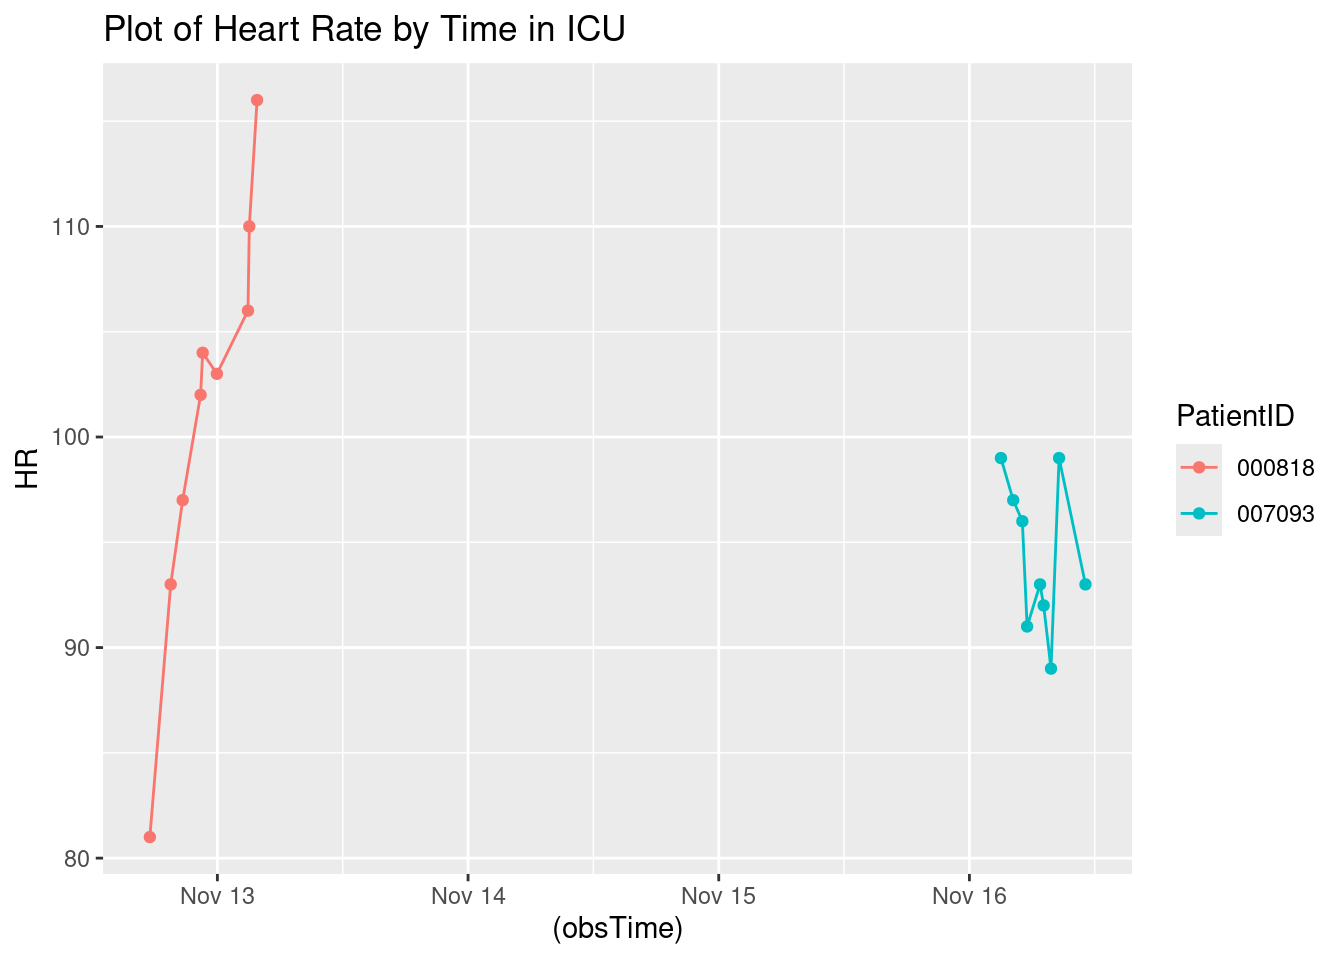 Plot of Heart Rate by Time in ICU
HR
110
100
90
80
Nov 13
Nov 14
Nov 15
Nov 16
(obsTime)
PatientID
000818
007093